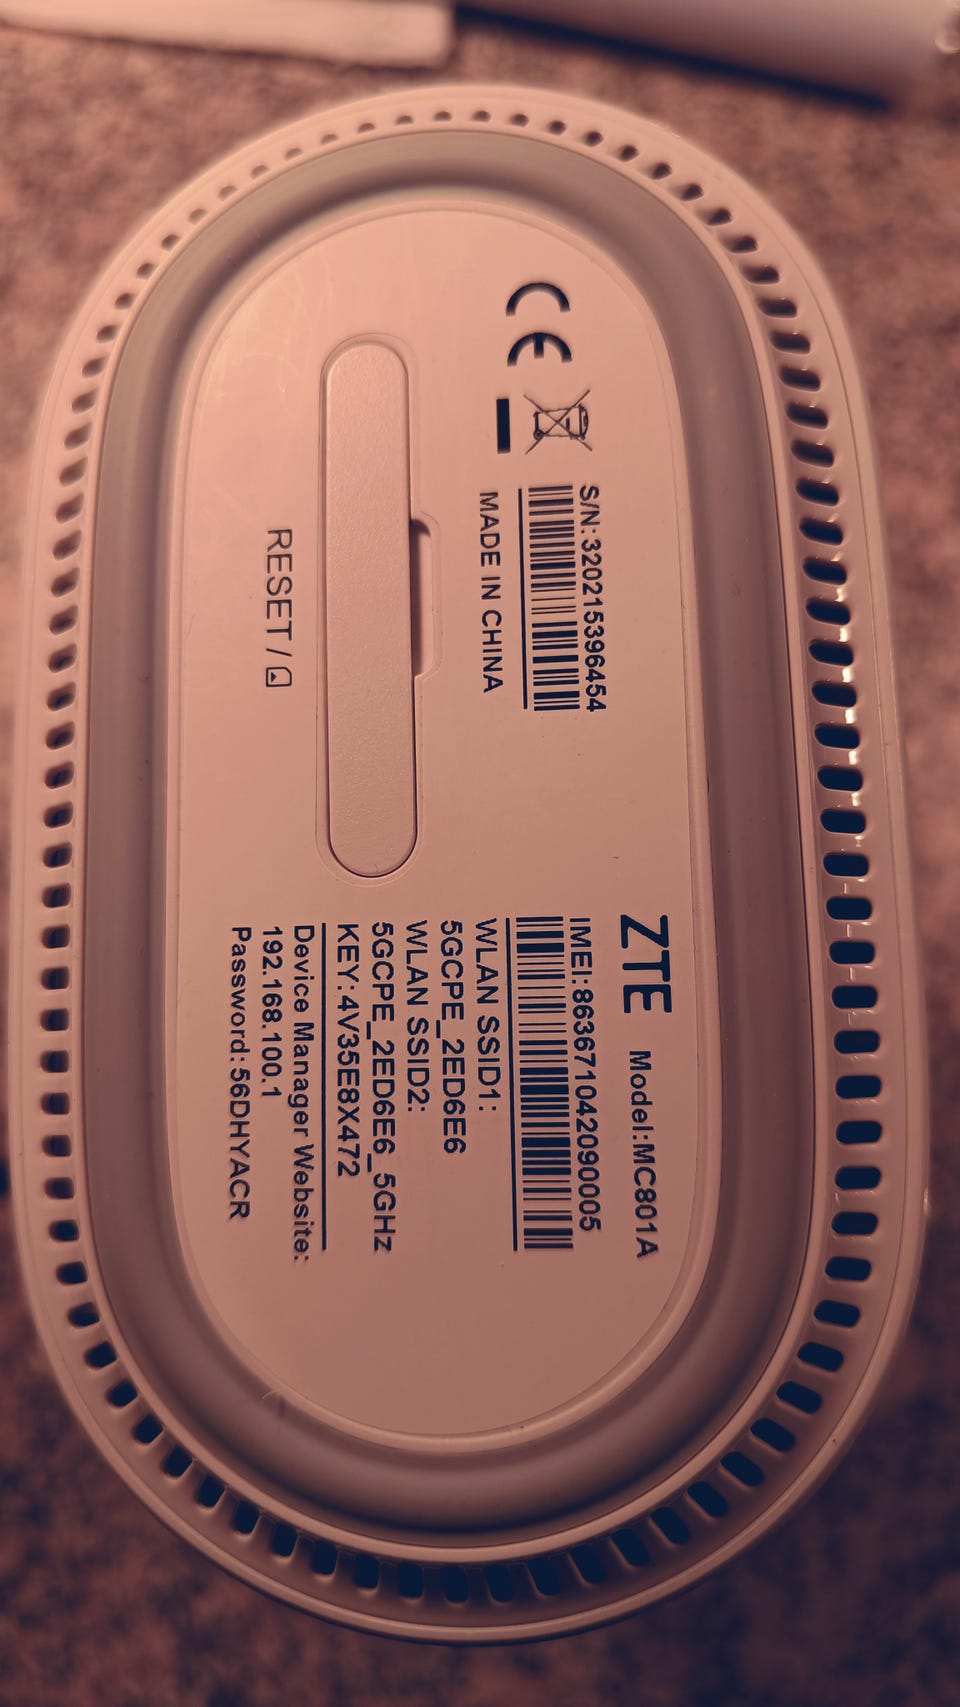 ZTE Model:MC801A
IMEI:863671042090005
WLAN SSID1:
5GCPE_2ED6E6
WLAN SSID2:
5GCPE_2ED6E6_5GHz
KEY:4V35E8X472
Device Manager Website:
192.168.100.1
Password:56DHYACR
CE
S/N:320215396454
MADE IN CHINA
RESET /